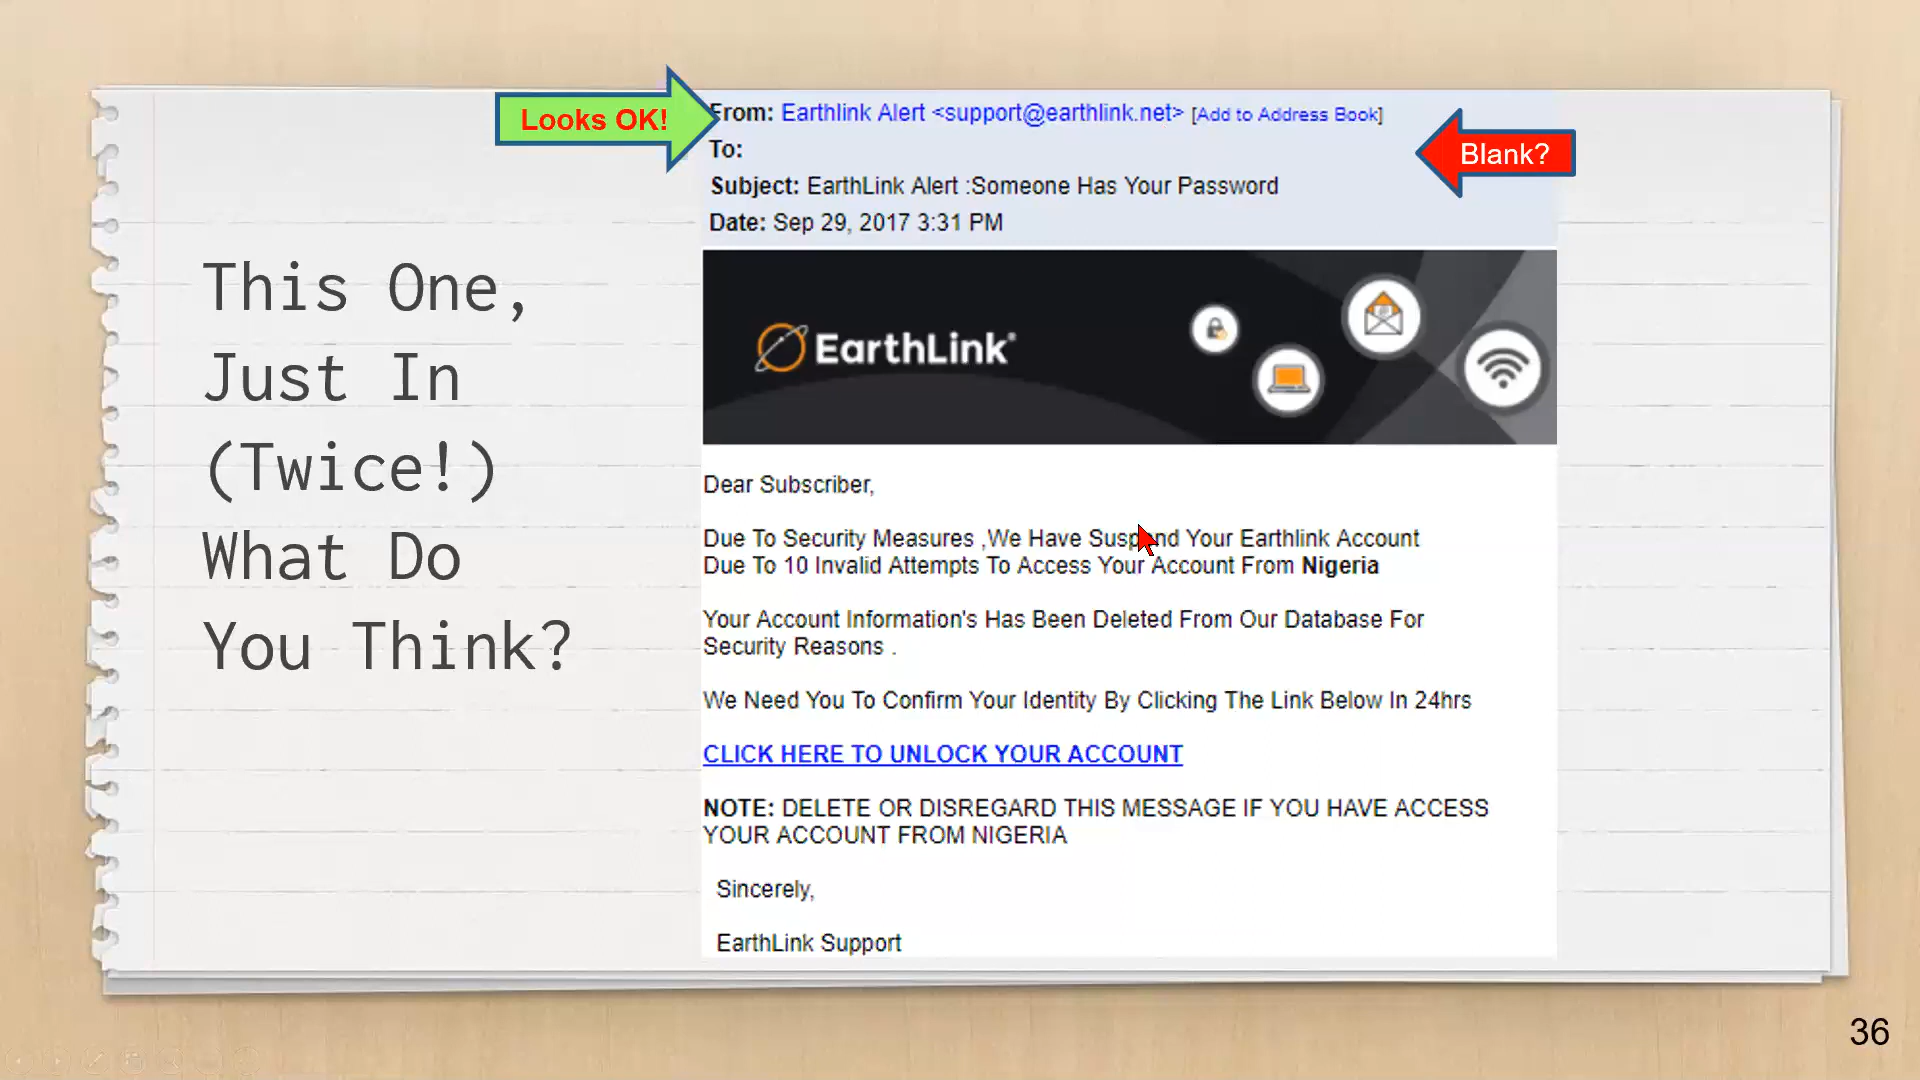 Looks OK!
From: Earthlink Alert <support@earthlink.net> [Add to Address Book]
To:
Blank?
Subject: EarthLink Alert :Someone Has Your Password
Date: Sep 29, 2017 3:31 PM
This One,
Just In
(Twice!)
What Do
You Think?
EarthLink®
Dear Subscriber,
Due To Security Measures ,We Have Suspend Your Earthlink Account
Due To 10 Invalid Attempts To Access Your Account From Nigeria
Your Account Information's Has Been Deleted From Our Database For
Security Reasons .
We Need You To Confirm Your Identity By Clicking The Link Below In 24hrs
CLICK HERE TO UNLOCK YOUR ACCOUNT
NOTE: DELETE OR DISREGARD THIS MESSAGE IF YOU HAVE ACCESS
YOUR ACCOUNT FROM NIGERIA
Sincerely,
EarthLink Support
36